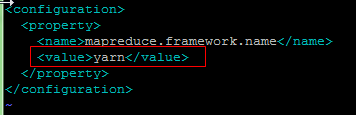 <configuration>
  <property>
    <name>mapreduce.framework.name</name>
    <value>yarn</value>
  </property>
</configuration>
~